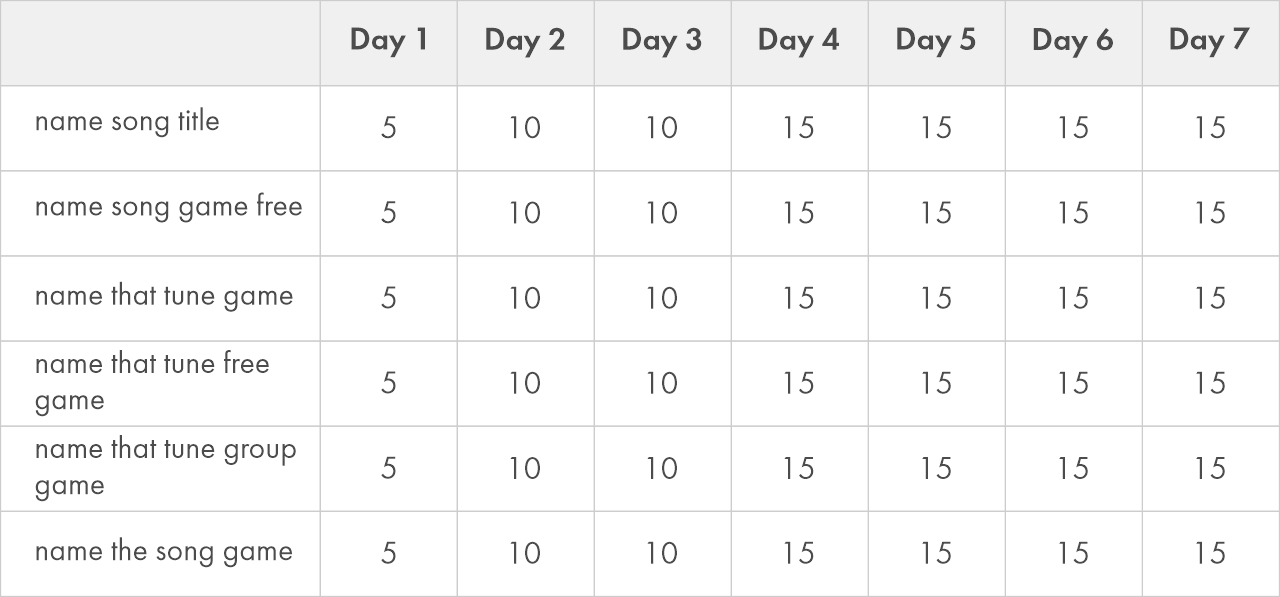 Day 1 Day 2 Day 3 Day 4 Day 5 Day 6 Day 7
name song title 5 10 10 15 15 15 15
name song game free 5 10 10 15 15 15 15
name that tune game 5 10 10 15 15 15 15
name that tune free
game 5 10 10 15 15 15 15
name that tune group
game 5 10 10 15 15 15 15
name the song game 5 10 10 15 15 15 15